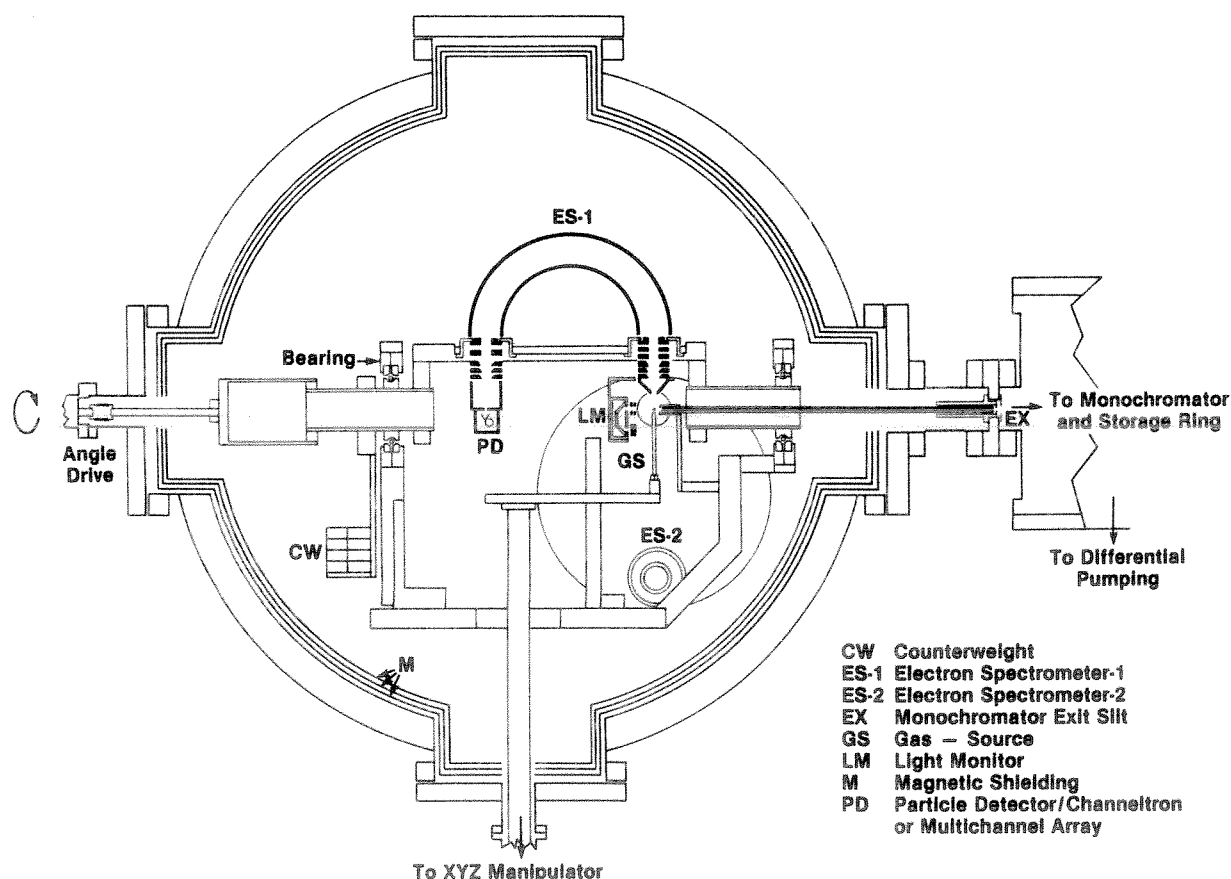 ES-1
Bearing
To Monochromator
and Storage Ring
EX
LM
Angle
Drive
PD
GS
CW
ES-2
To Differential
Pumping
M
CW Counterweight
ES-1 Electron Spectrometer-1
ES-2 Electron Spectrometer-2
EX Monochromator Exit Slit
GS Gas — Source
LM Light Monitor
M Magnetic Shielding
PD Particle Detector/Channeltron
or Multichannel Array
To XYZ Manipulator